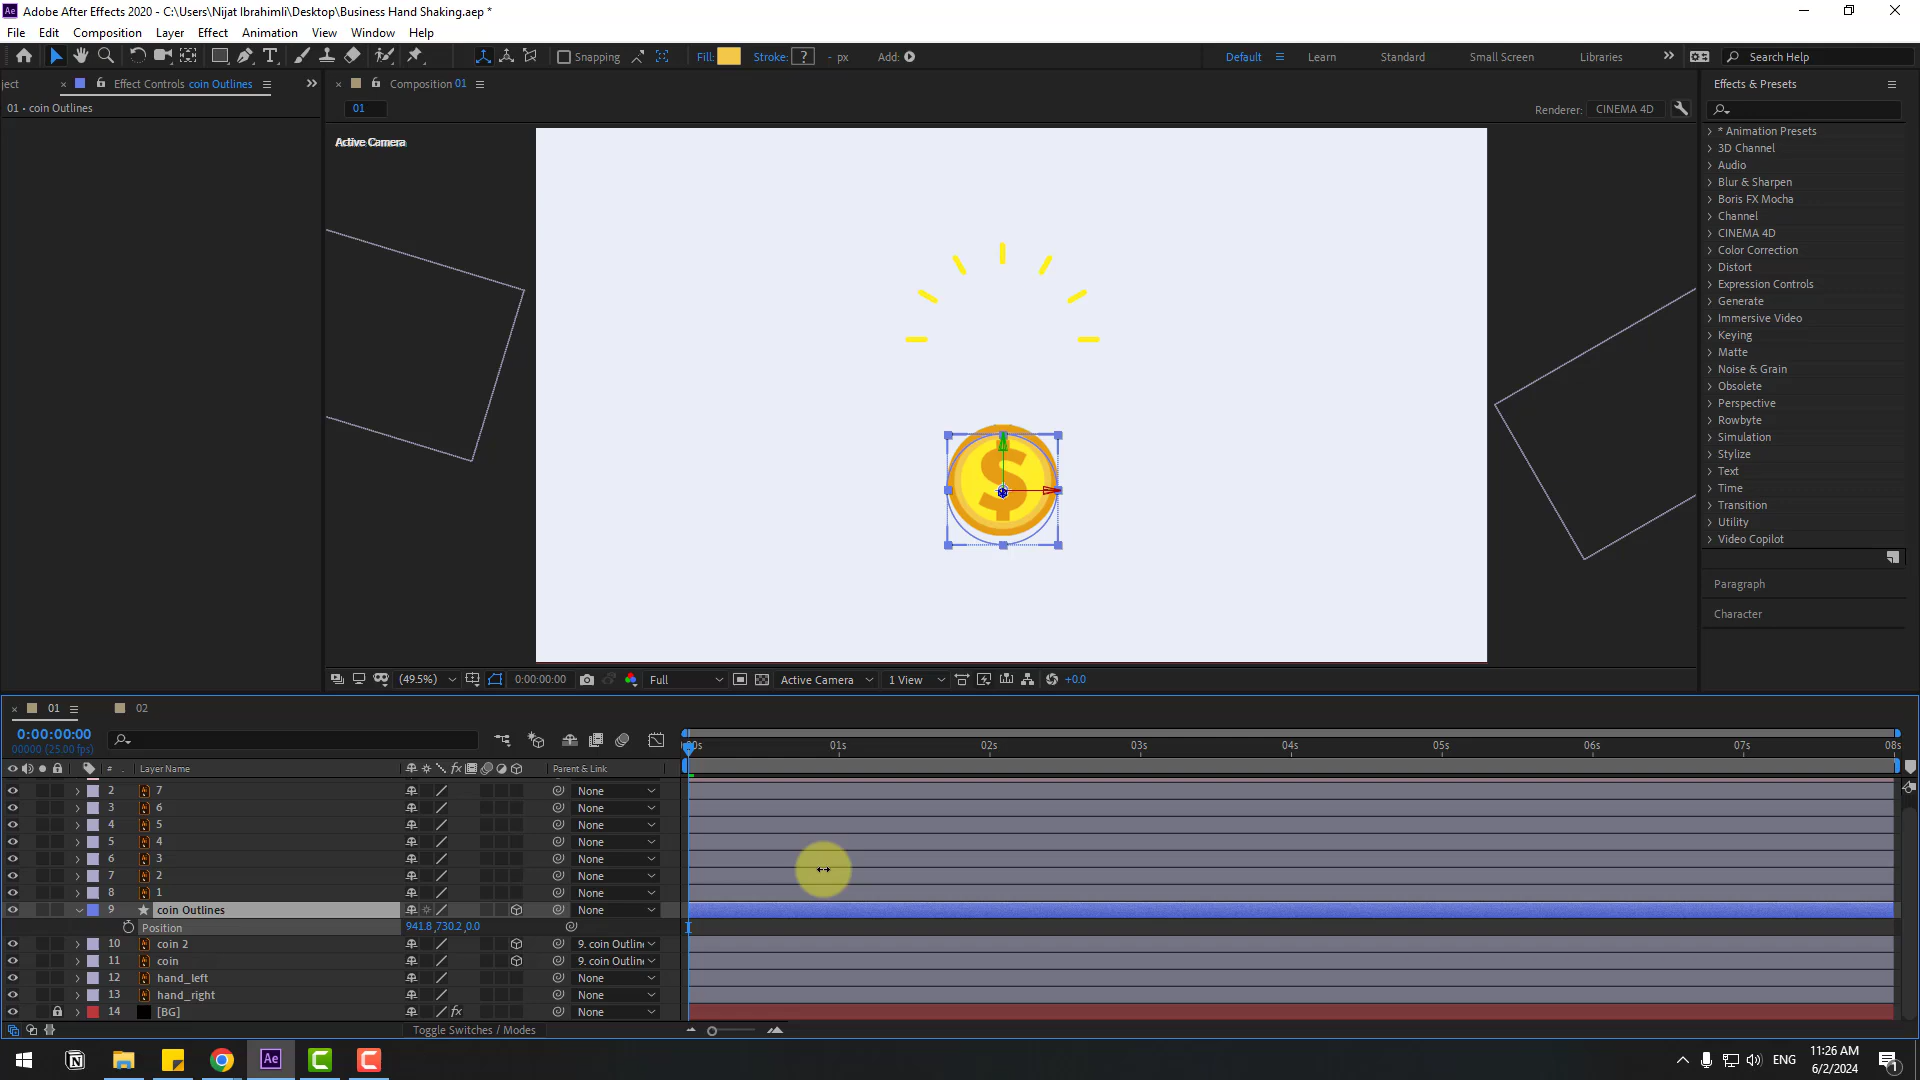 Adobe After Effects 2020 - C:\Users\Nijat Ibrahimli\Desktop\Business Hand Shaking.aep *
File Edit Composition Layer Effect Animation View Window Help
Snapping Fill: Stroke: ? - px Add: Default Learn Standard Small Screen Libraries Search Help
ject Effect Controls coin Outlines Composition 01 Effects & Presets
01 • coin Outlines
01 Renderer: CINEMA 4D
Active Camera
* Animation Presets
3D Channel
Audio
Blur & Sharpen
Boris FX Mocha
Channel
CINEMA 4D
Color Correction
Distort
Expression Controls
Generate
Immersive Video
Keying
Matte
Noise & Grain
Obsolete
Perspective
Rowbyte
Simulation
Stylize
Text
Time
Transition
Utility
Video Copilot
Paragraph
Character
$
(49.5%) 0:00:00:00 Full Active Camera 1 View +0.0
01 02
0:00:00:00
00000 (25.00 fps)
00s 01s 02s 03s 04s 05s 06s 07s 08s
# Layer Name fx Parent & Link
2 7 None
3 6 None
4 5 None
5 4 None
6 3 None
7 2 None
8 1 None
9 coin Outlines None
Position 941.8,730.2,0.0
10 coin 2 9. coin Outline
11 coin 9. coin Outline
12 hand_left None
13 hand_right None
14 [BG] fx None
Toggle Switches / Modes
Ae ENG 11:26 AM
6/2/2024 1